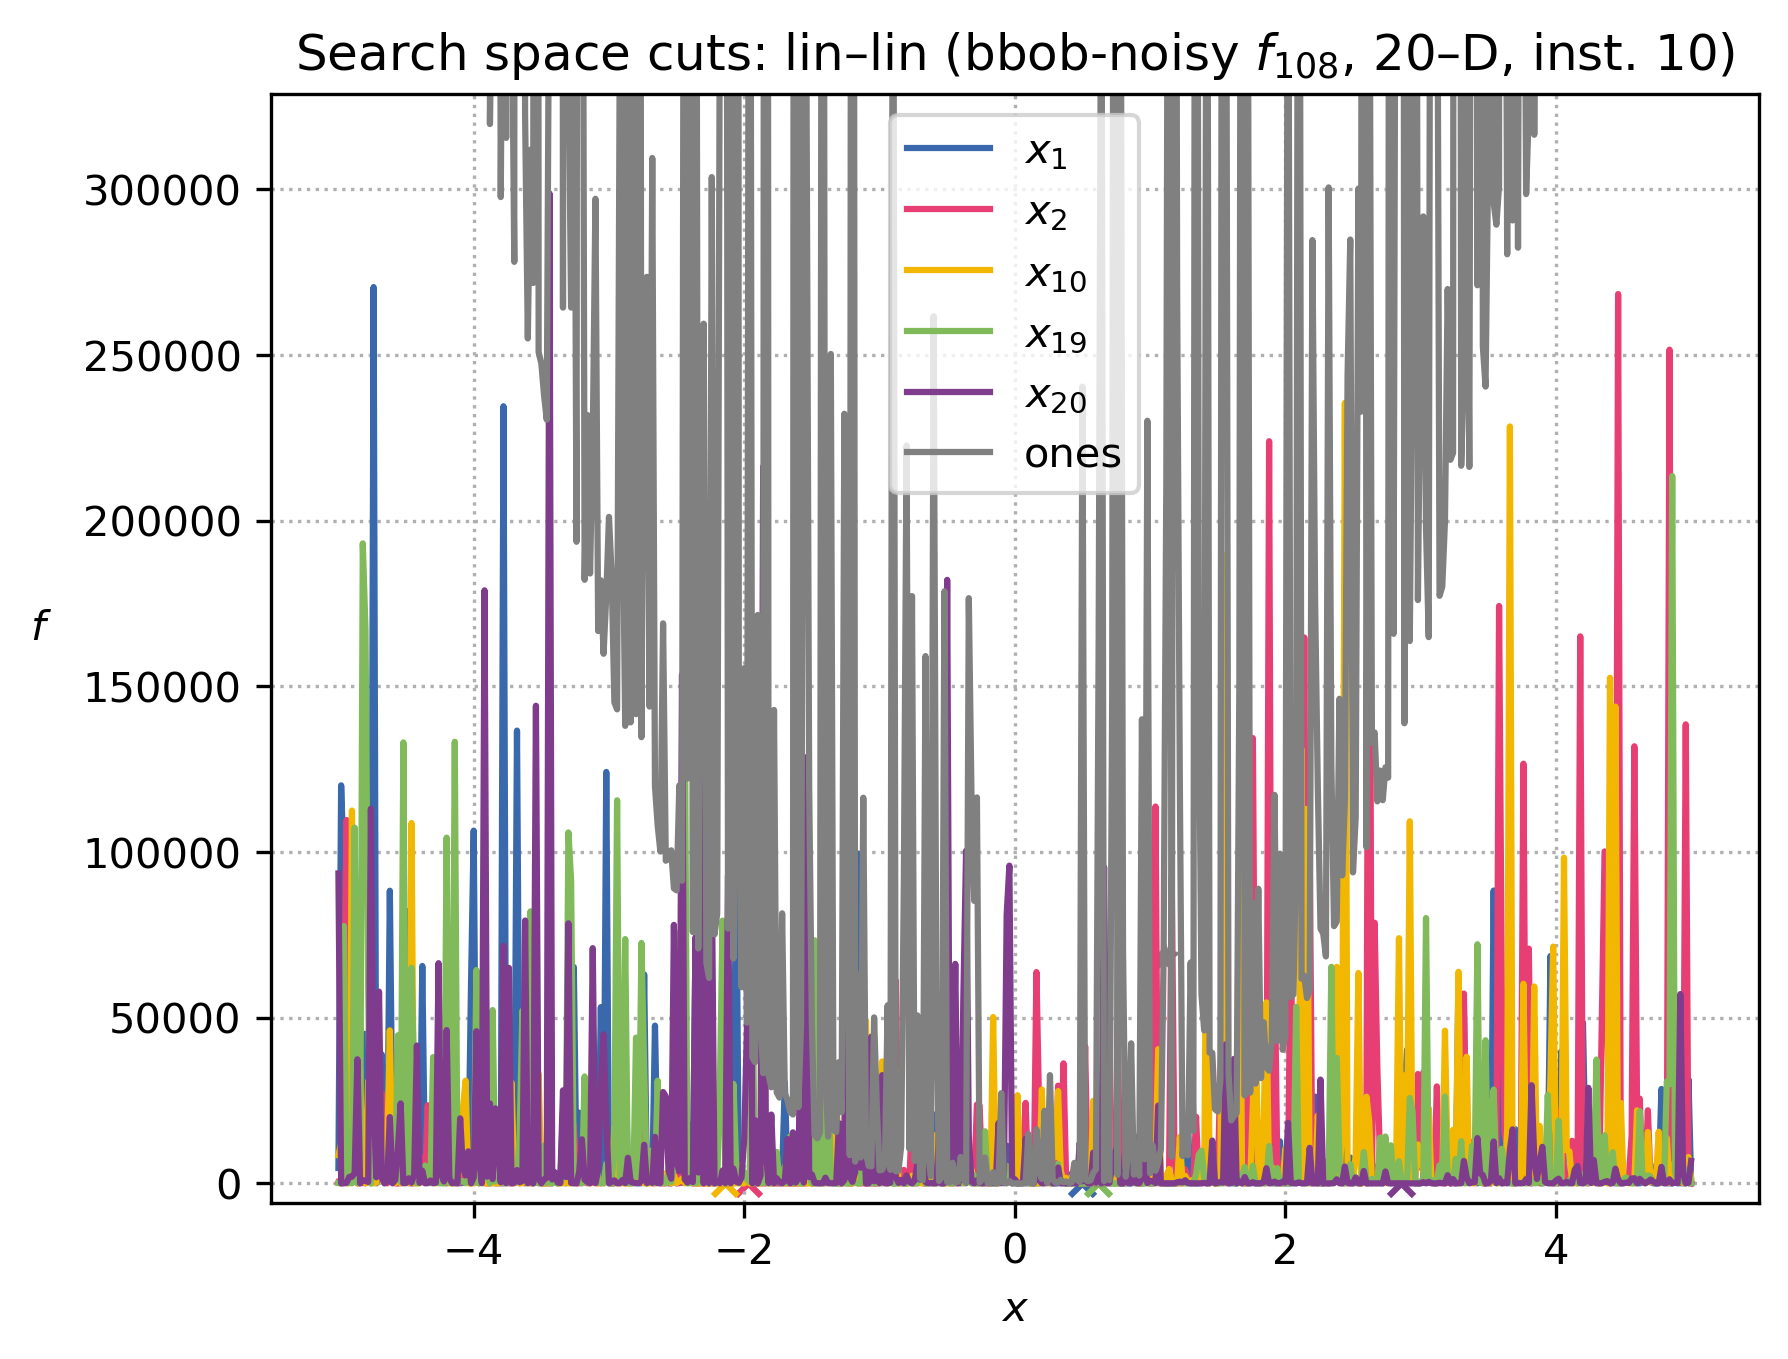 Search space cuts: lin–lin (bbob-noisy f₁₀₈, 20–D, inst. 10)
x₁
x₂
x₁₀
x₁₉
x₂₀
ones
300000
250000
200000
150000
100000
50000
0
f
−4
−2
0
2
4
x